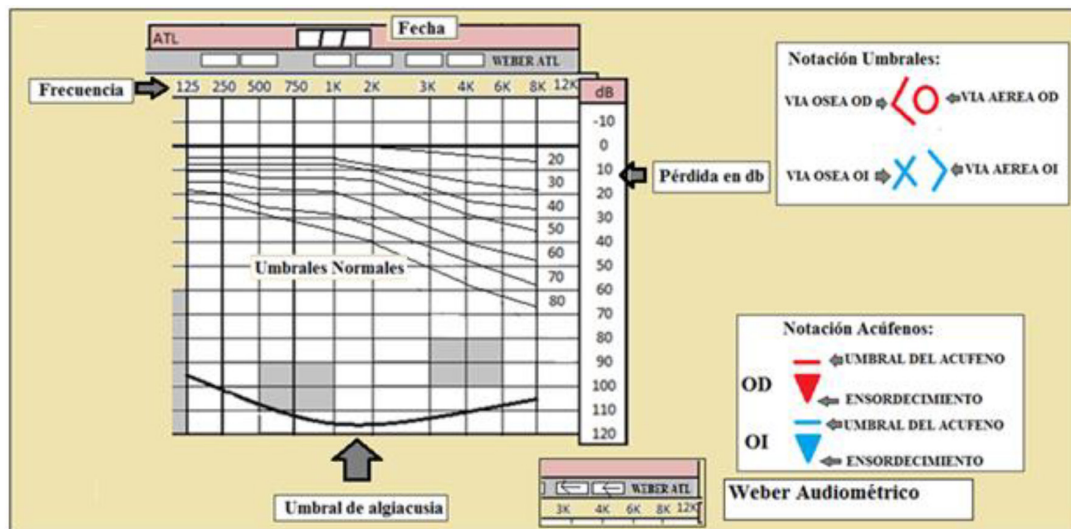 Fecha
ATL
WEBER ATL
Frecuencia
125 250 500 750 1K 2K 3K 4K 6K 8K 12K
dB
-10
0
10
20
30
40
50
60
70
80
90
100
110
120
20
30
40
50
60
70
80
Umbrales Normales
Pérdida en db
Umbral de algiacusia
Notación Umbrales:
VIA OSEA OD
VIA AEREA OD
VIA OSEA OI
VIA AEREA OI
Notación Acúfenos:
OD
UMBRAL DEL ACUFENO
ENSORDECIMIENTO
OI
UMBRAL DEL ACUFENO
ENSORDECIMIENTO
WEBER ATL
3K 4K 6K 8K 12K
Weber Audiométrico